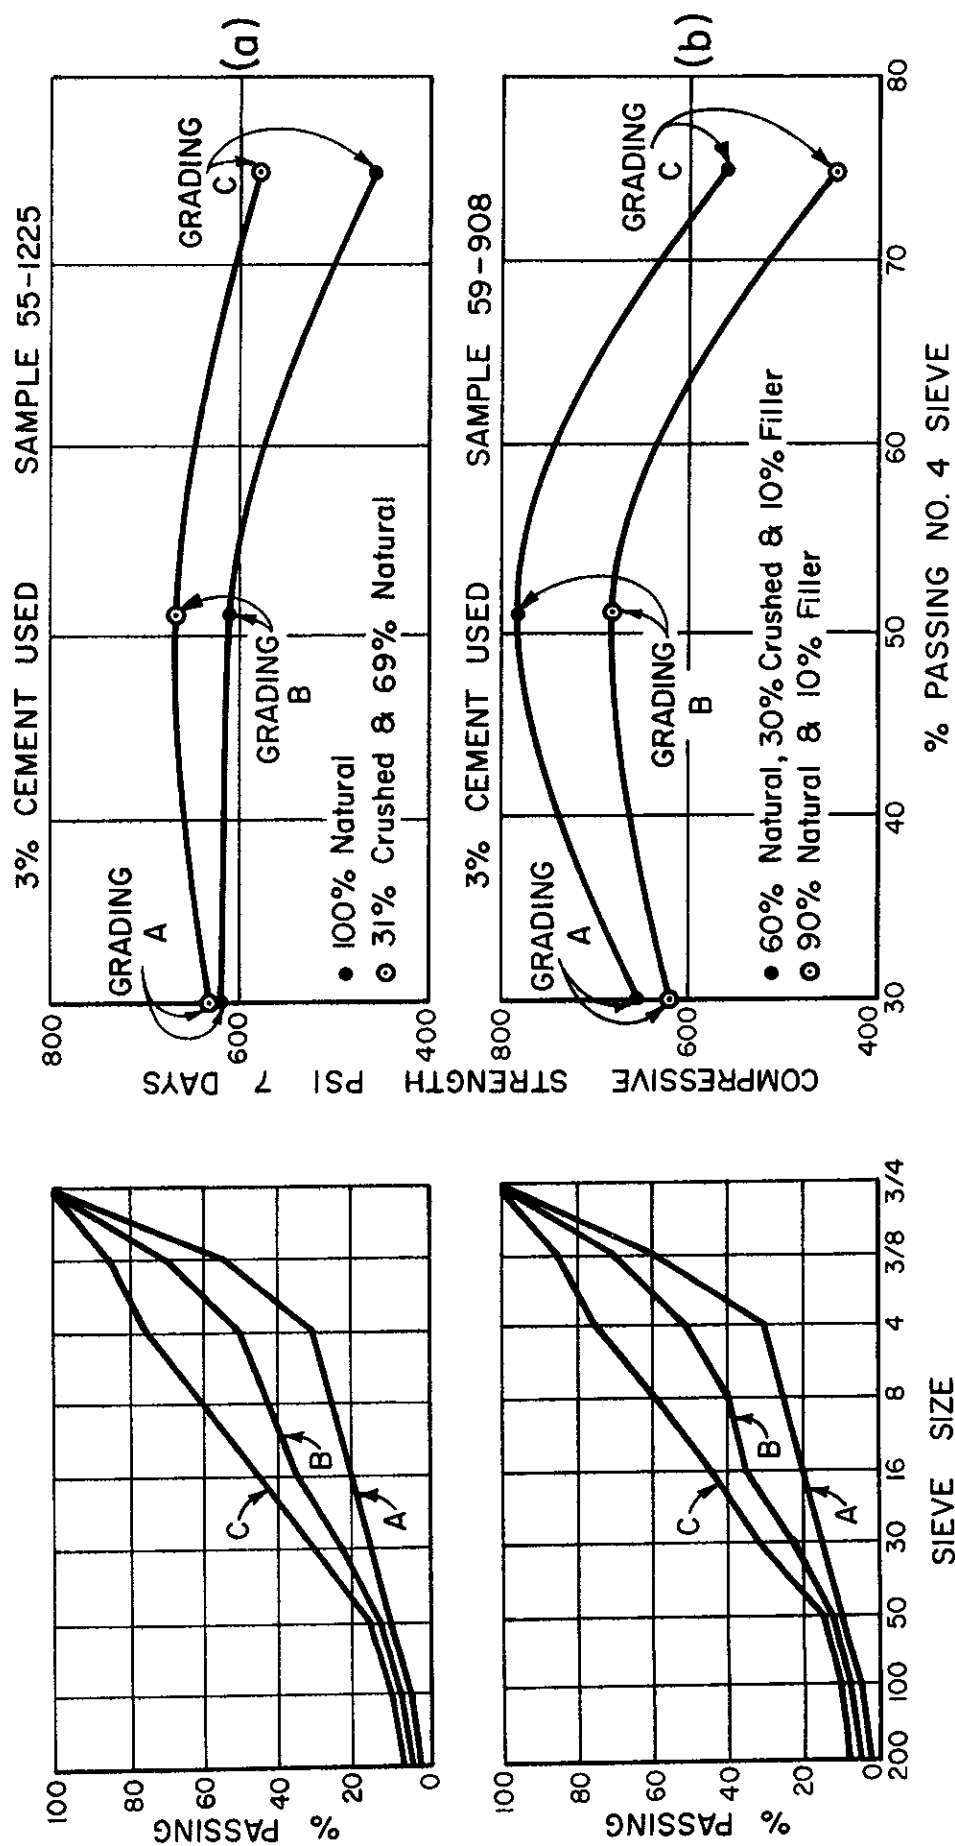 3% CEMENT USED SAMPLE 55-1225
800
600
400
GRADING
A
GRADING
B
GRADING
C
100% Natural
31% Crushed & 69% Natural
(a)
3% CEMENT USED SAMPLE 59-908
800
600
400
GRADING
A
GRADING
B
GRADING
C
60% Natural, 30% Crushed & 10% Filler
90% Natural & 10% Filler
(b)
30 40 50 60 70 80
% PASSING NO. 4 SIEVE
COMPRESSIVE STRENGTH PSI 7 DAYS
100
80
60
40
20
0
% PASSING
C
B
A
100
80
60
40
20
0
% PASSING
C
B
A
200 100 50 30 16 8 4 3/8 3/4
SIEVE SIZE